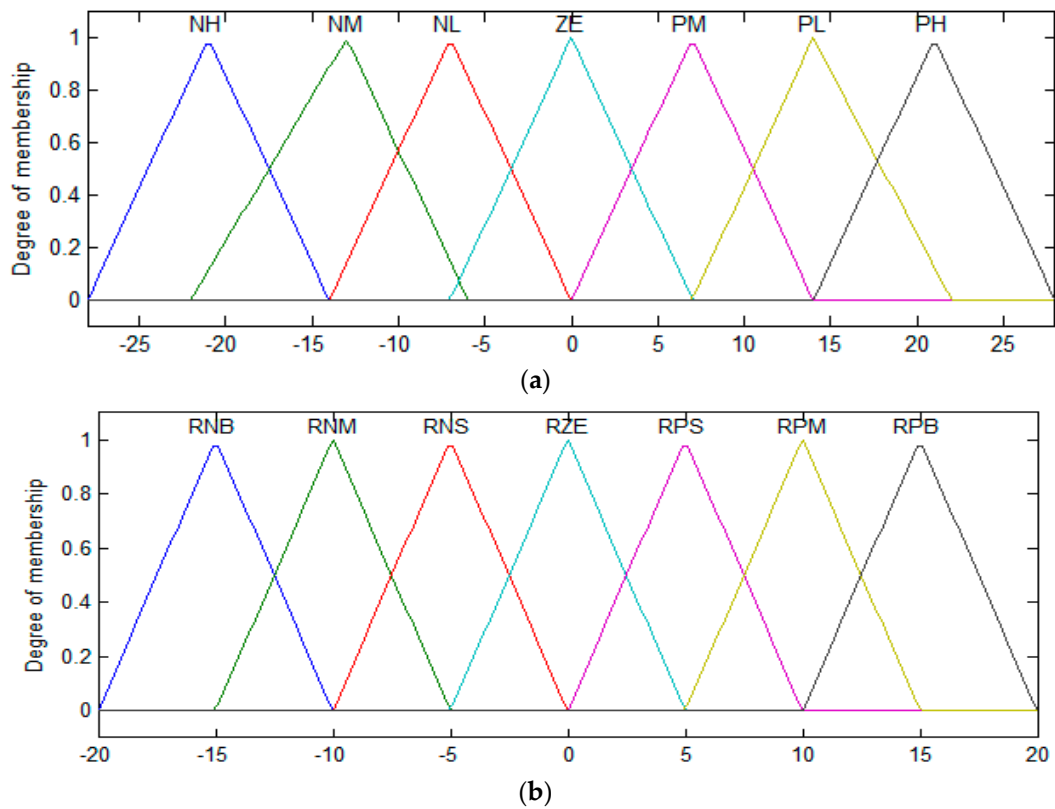 NH NM NL ZE PM PL PH
1
0.8
0.6
0.4
0.2
0
Degree of membership
-25 -20 -15 -10 -5 0 5 10 15 20 25
(a)
RNB RNM RNS RZE RPS RPM RPB
1
0.8
0.6
0.4
0.2
0
Degree of membership
-20 -15 -10 -5 0 5 10 15 20
(b)